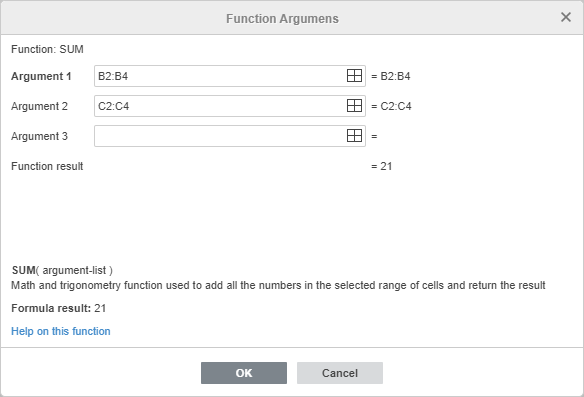 Function Argumens
Function: SUM
Argument 1 B2:B4 = B2:B4
Argument 2 C2:C4 = C2:C4
Argument 3 =
Function result = 21
SUM( argument-list )
Math and trigonometry function used to add all the numbers in the selected range of cells and return the result
Formula result: 21
Help on this function
OK Cancel